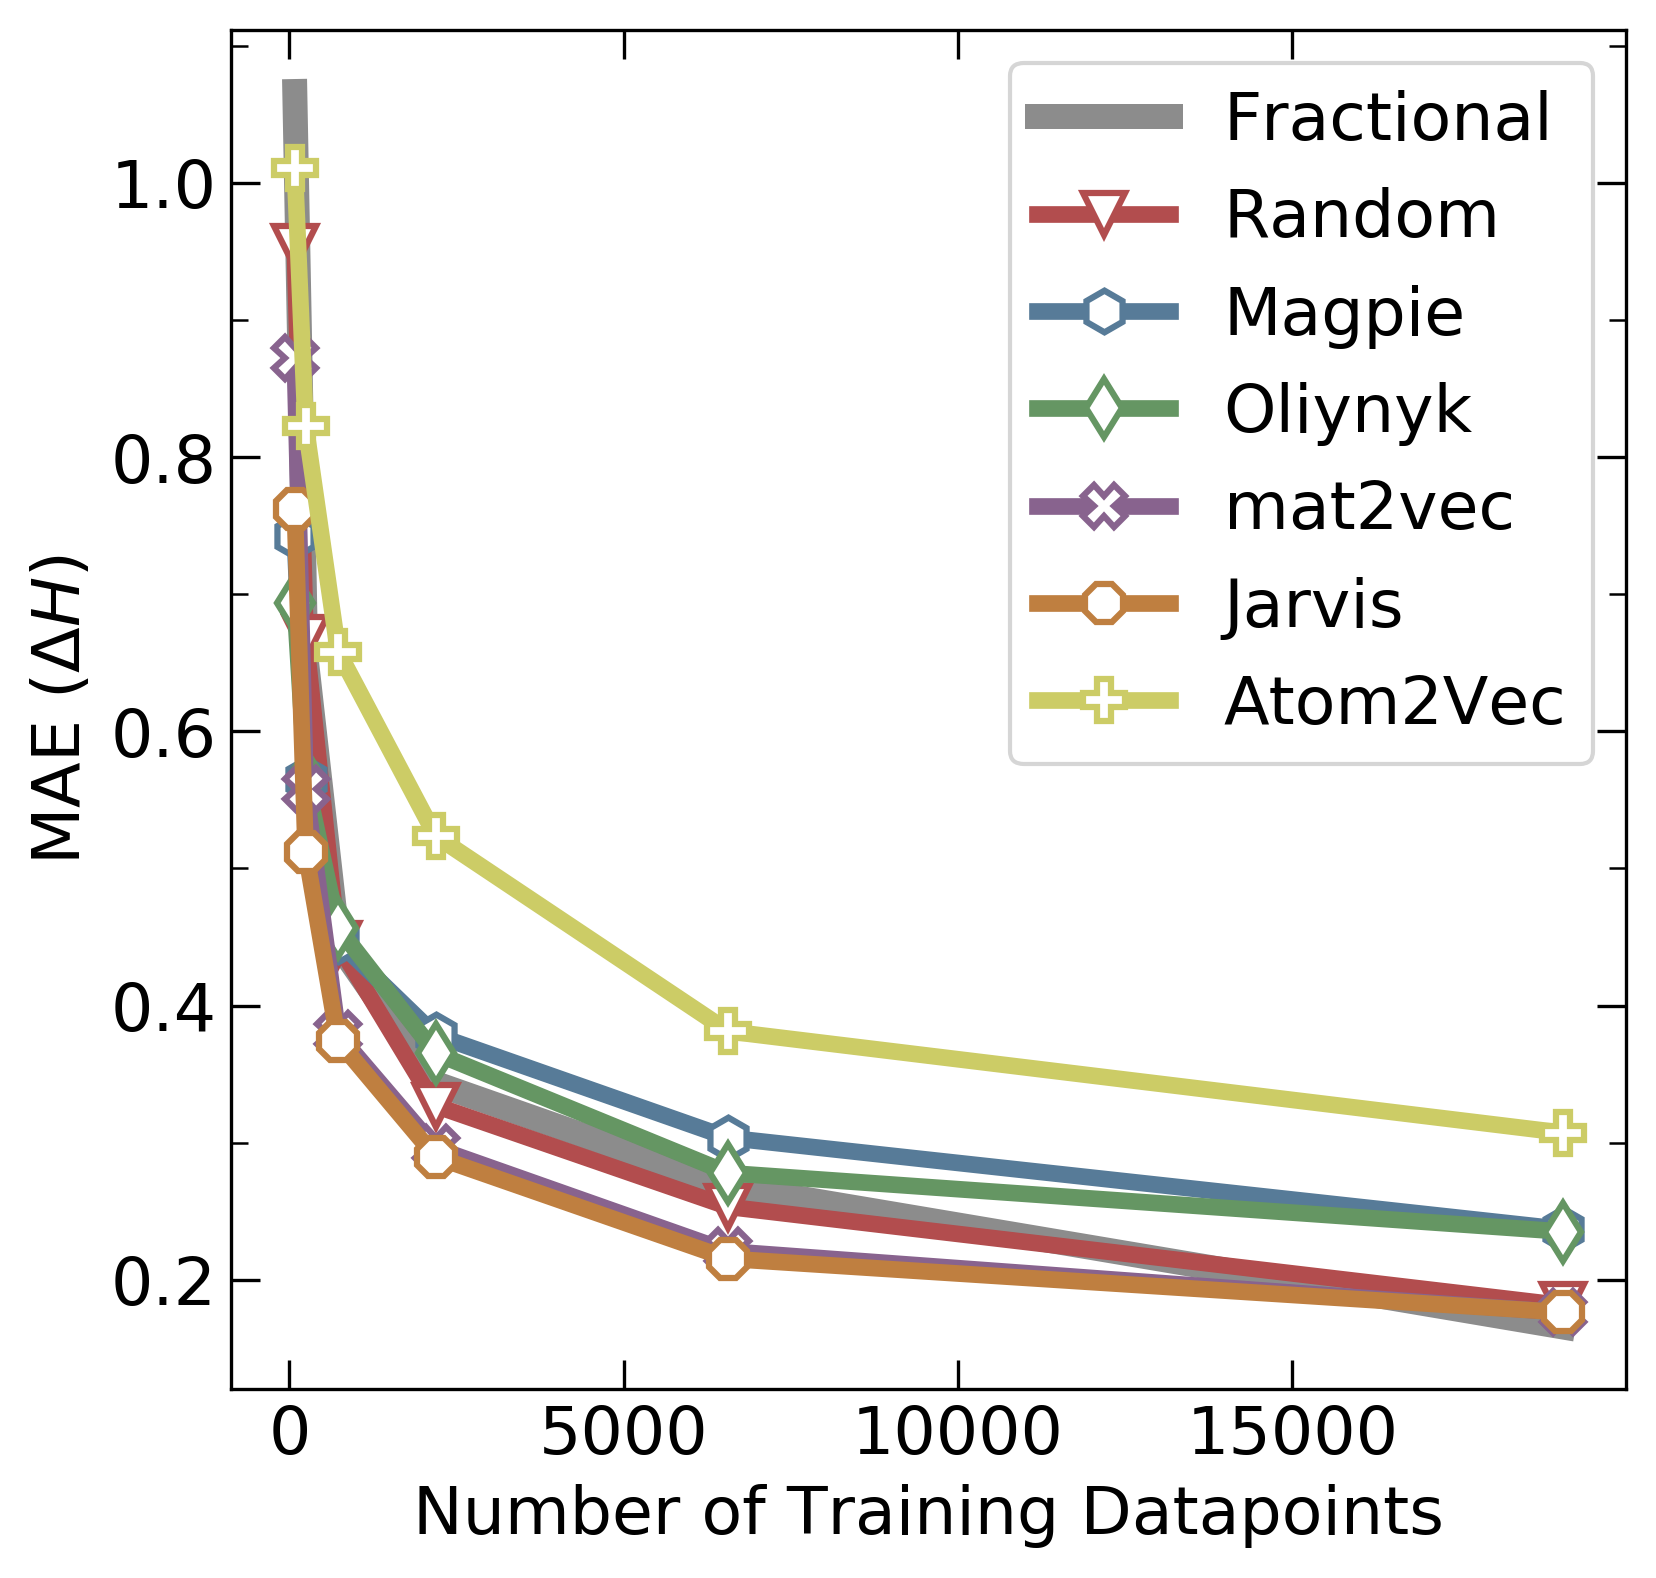 Fractional
Random
Magpie
Oliynyk
mat2vec
Jarvis
Atom2Vec
MAE (ΔH)
1.0
0.8
0.6
0.4
0.2
0
5000
10000
15000
Number of Training Datapoints